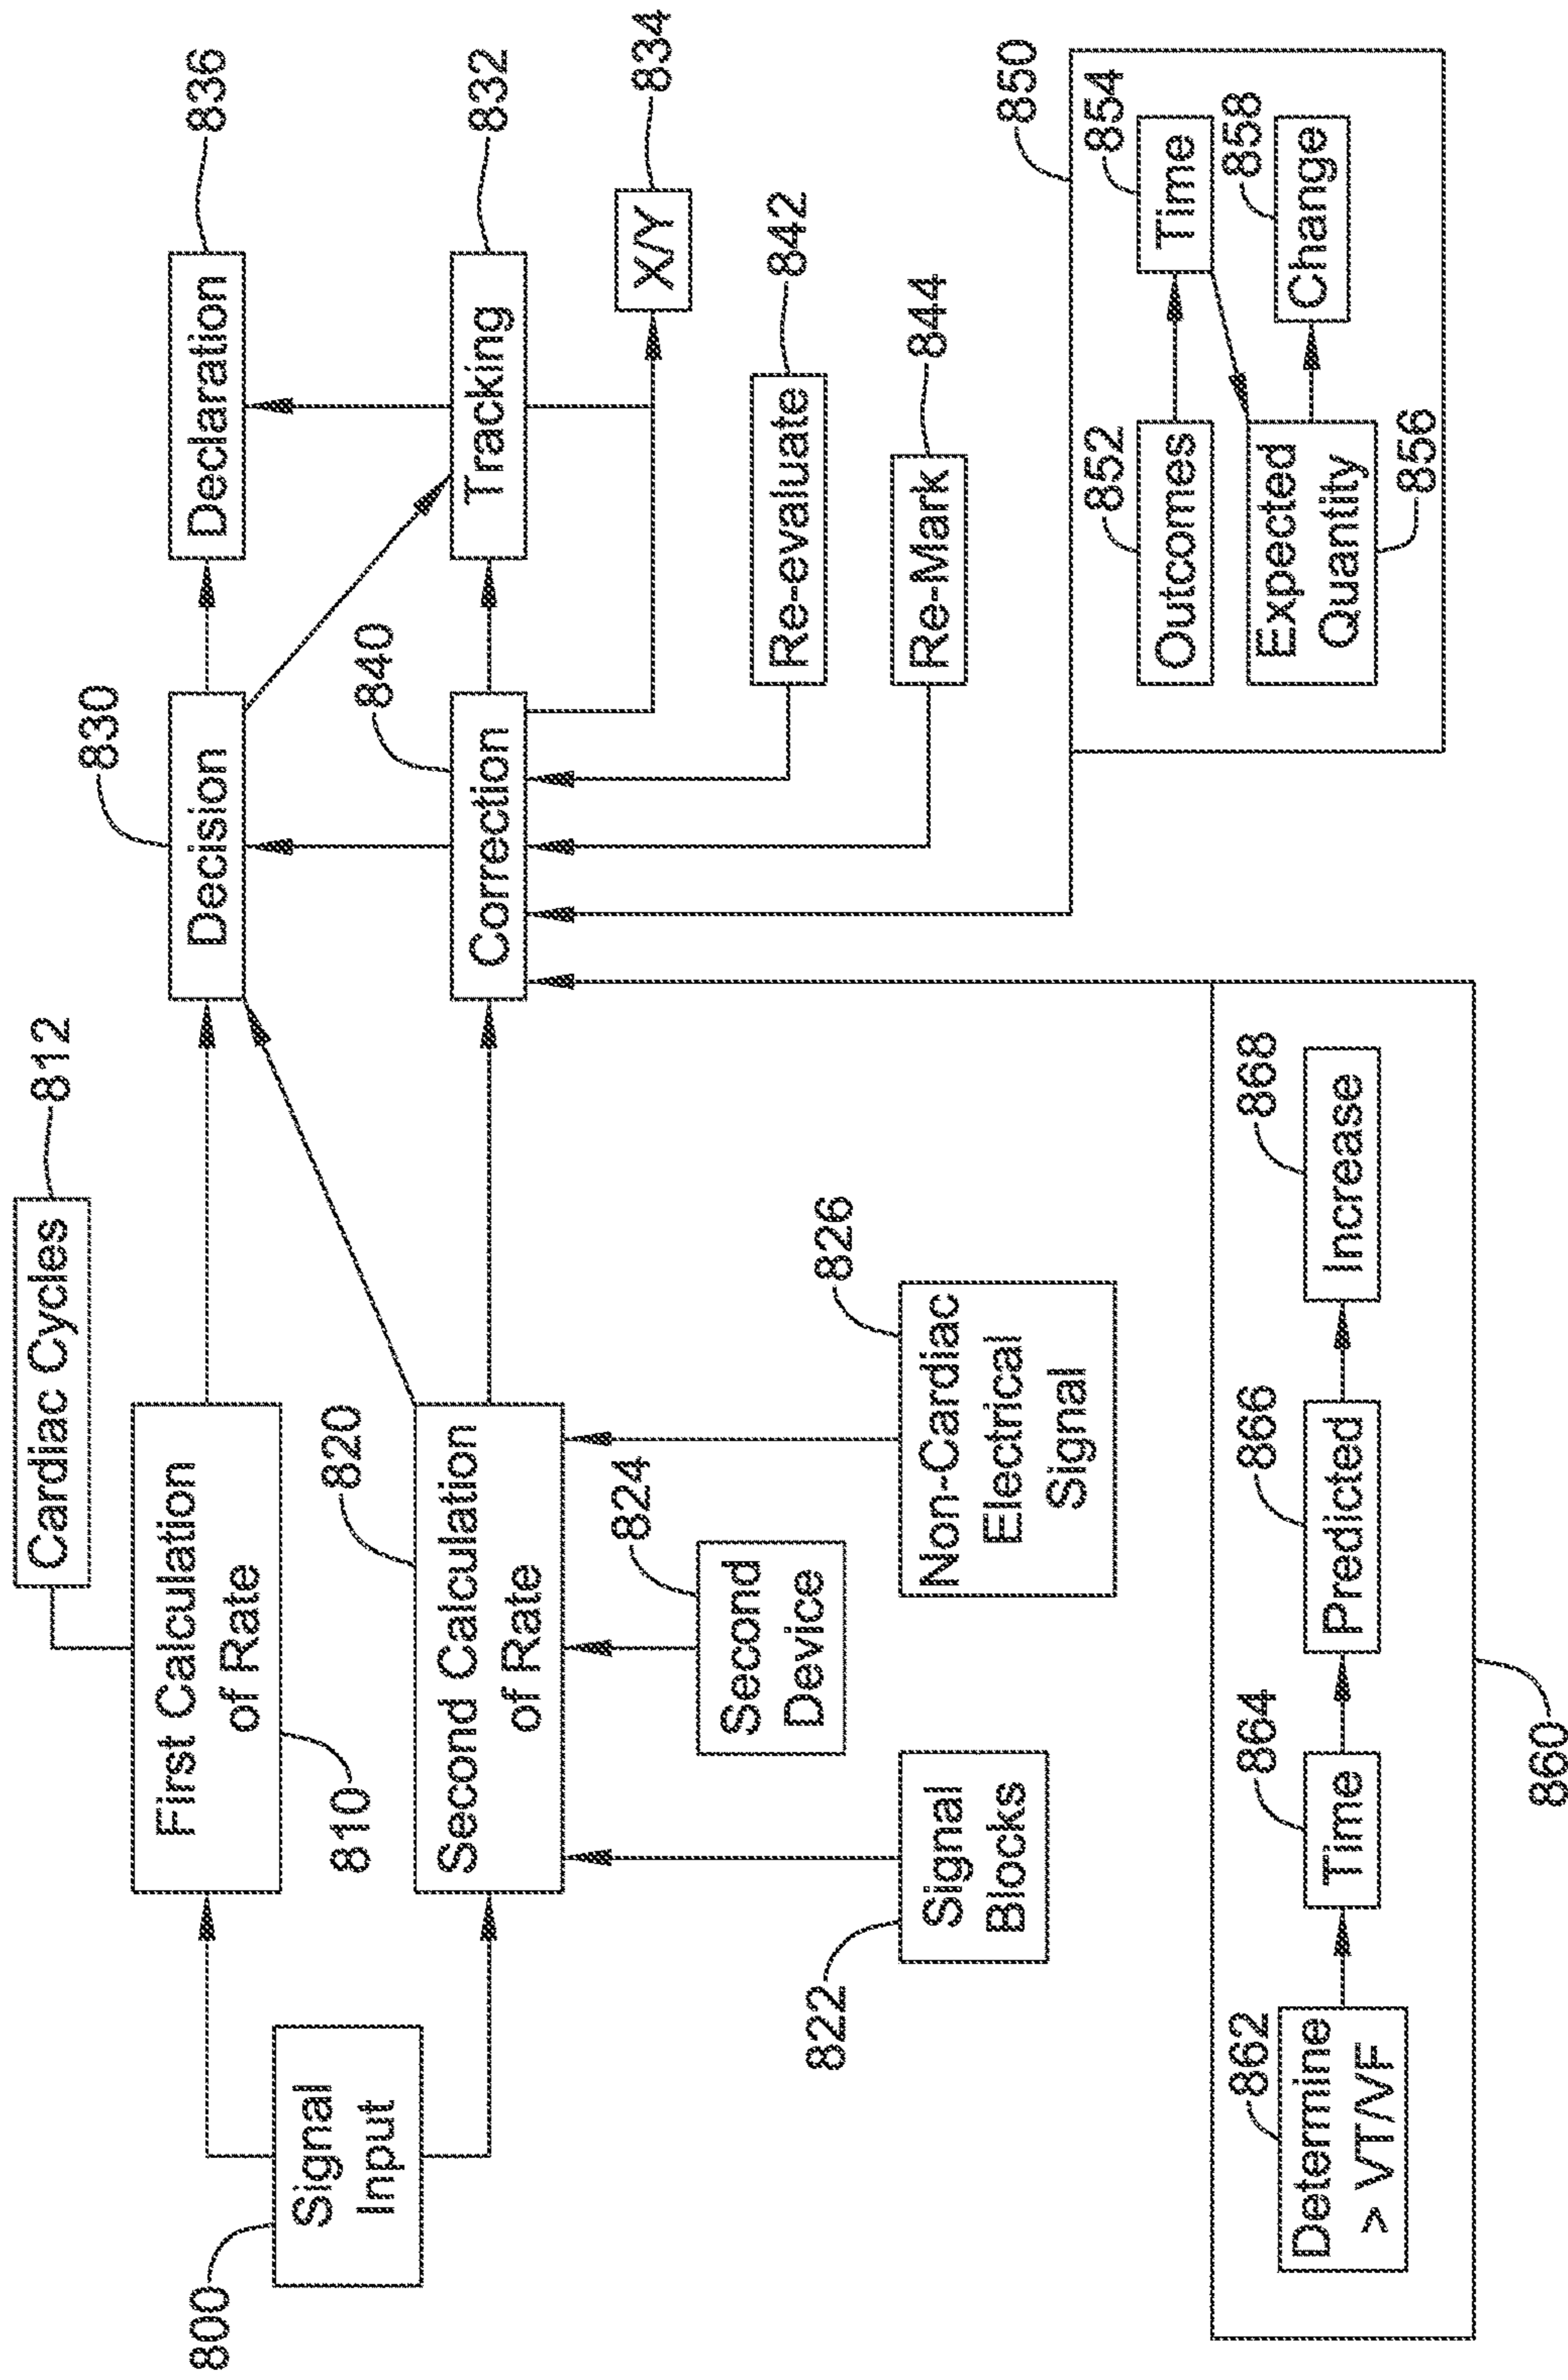 Cardiac Cycles
812
830
836
First Calculation
of Rate
810
Decision
Declaration
800
Signal
Input
820
840
832
Second Calculation
of Rate
Correction
Tracking
834
X/Y
824
Second
Device
826
Non-Cardiac
Electrical
Signal
822
Signal
Blocks
842
Re-evaluate
844
Re-Mark
850
852
854
Outcomes
Time
858
Expected
Quantity
Change
856
862
864
866
868
Determine
> VT/VF
Time
Predicted
Increase
860